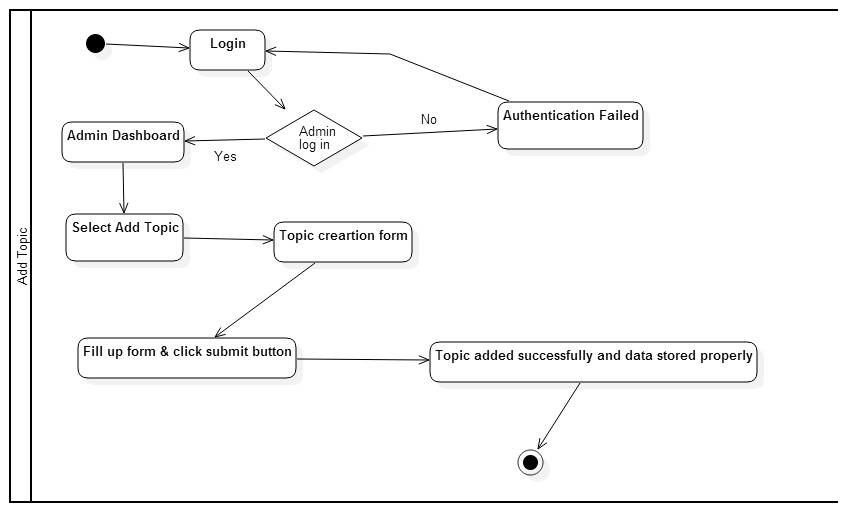 Login
Admin
log in
No
Authentication Failed
Admin Dashboard
Yes
Select Add Topic
Topic creartion form
Add Topic
Fill up form & click submit button
Topic added successfully and data stored properly